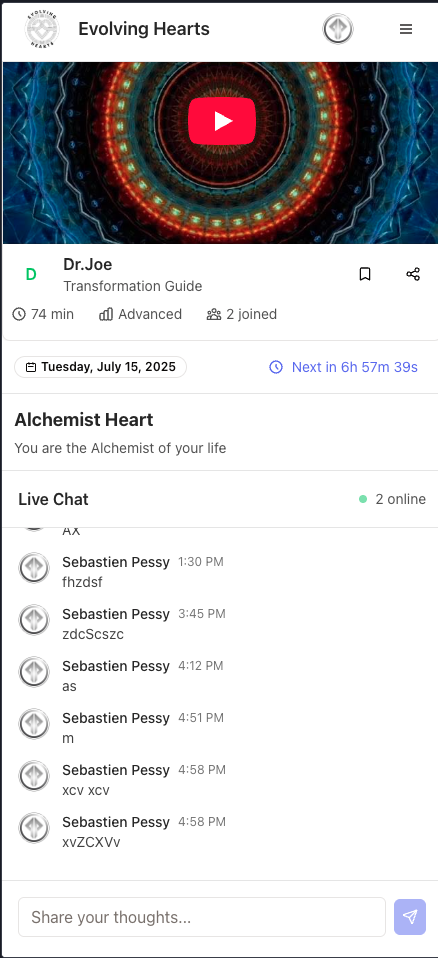 EVOLVING
HEARTS
Evolving Hearts
D
Dr.Joe
Transformation Guide
74 min
Advanced
2 joined
Tuesday, July 15, 2025
Next in 6h 57m 39s
Alchemist Heart
You are the Alchemist of your life
Live Chat
2 online
AX
Sebastien Pessy 1:30 PM
fhzdsf
Sebastien Pessy 3:45 PM
zdcScszc
Sebastien Pessy 4:12 PM
as
Sebastien Pessy 4:51 PM
m
Sebastien Pessy 4:58 PM
xcv xcv
Sebastien Pessy 4:58 PM
xvZCXVv
Share your thoughts...